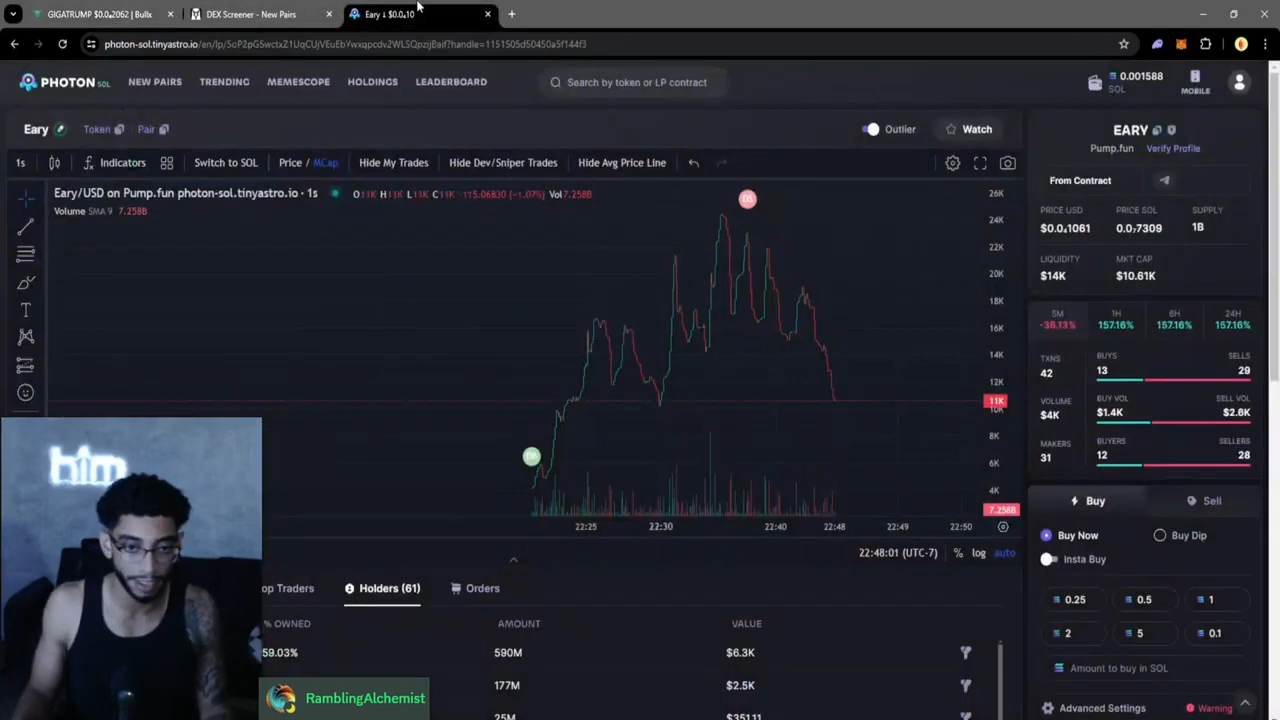 GIGATRUMP $0.0₄2062 | Bullx
DEX Screener - New Pairs
Eary ↓ $0.0₄10
photon-sol.tinyastro.io/en/lp/
PHOTON SOL
NEW PAIRS
TRENDING
MEMESCOPE
HOLDINGS
LEADERBOARD
Search by token or LP contract
0.001588
SOL
MOBILE
Eary
Token
Pair
Outlier
Watch
1s
Indicators
Switch to SOL
Price / MCap
Hide My Trades
Hide Dev/Sniper Trades
Hide Avg Price Line
Eary/USD on Pump.fun photon-sol.tinyastro.io · 1s
O11K H11K L11K C11K -115.06830 (-1.07%) Vol7.258B
Volume SMA 9 7.258B
DS
26K
24K
22K
20K
18K
16K
14K
12K
11K
10K
8K
6K
4K
7.258B
22:25
22:30
22:40
22:48
22:49
22:50
22:48:01 (UTC-7)
%
log
auto
EARY
Pump.fun
Verify Profile
From Contract
PRICE USD
PRICE SOL
SUPPLY
$0.0₄1061
0.0₇7309
1B
LIQUIDITY
MKT CAP
$14K
$10.61K
5M
1H
6H
24H
-38.13%
157.16%
157.16%
157.16%
TXNS
BUYS
SELLS
42
13
29
VOLUME
BUY VOL
SELL VOL
$4K
$1.4K
$2.6K
MAKERS
BUYERS
SELLERS
31
12
28
Buy
Sell
Buy Now
Buy Dip
Insta Buy
0.25
0.5
1
2
5
0.1
Amount to buy in SOL
Advanced Settings
Warning
op Traders
Holders (61)
Orders
% OWNED
AMOUNT
VALUE
59.03%
590M
$6.3K
177M
$2.5K
25M
RamblingAlchemist